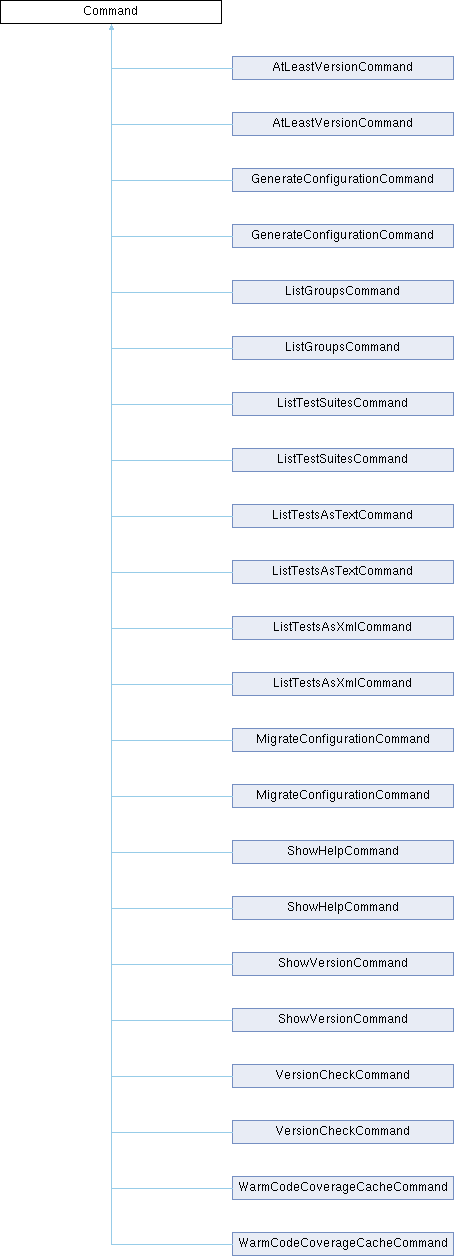 Command
AtLeastVersionCommand
AtLeastVersionCommand
GenerateConfigurationCommand
GenerateConfigurationCommand
ListGroupsCommand
ListGroupsCommand
ListTestSuitesCommand
ListTestSuitesCommand
ListTestsAsTextCommand
ListTestsAsTextCommand
ListTestsAsXmlCommand
ListTestsAsXmlCommand
MigrateConfigurationCommand
MigrateConfigurationCommand
ShowHelpCommand
ShowHelpCommand
ShowVersionCommand
ShowVersionCommand
VersionCheckCommand
VersionCheckCommand
WarmCodeCoverageCacheCommand
WarmCodeCoverageCacheCommand